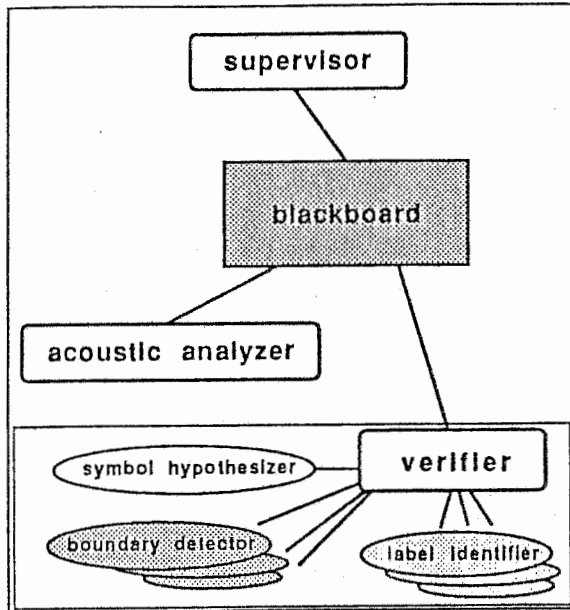 supervisor
blackboard
acoustic analyzer
symbol hypothesizer
verifier
boundary detector
label identifier